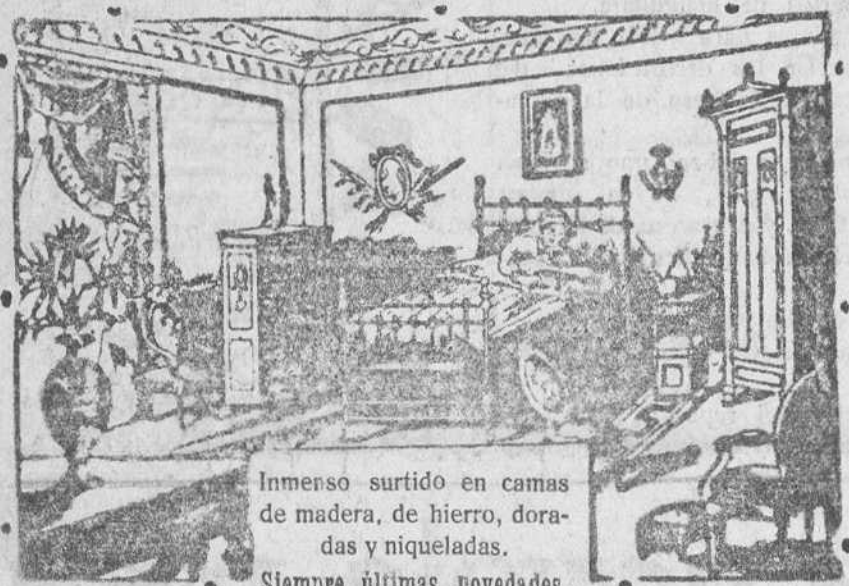 Inmenso surtido en camas
de madera, de hierro, dora-
das y niqueladas.
Siempre últimas novedades